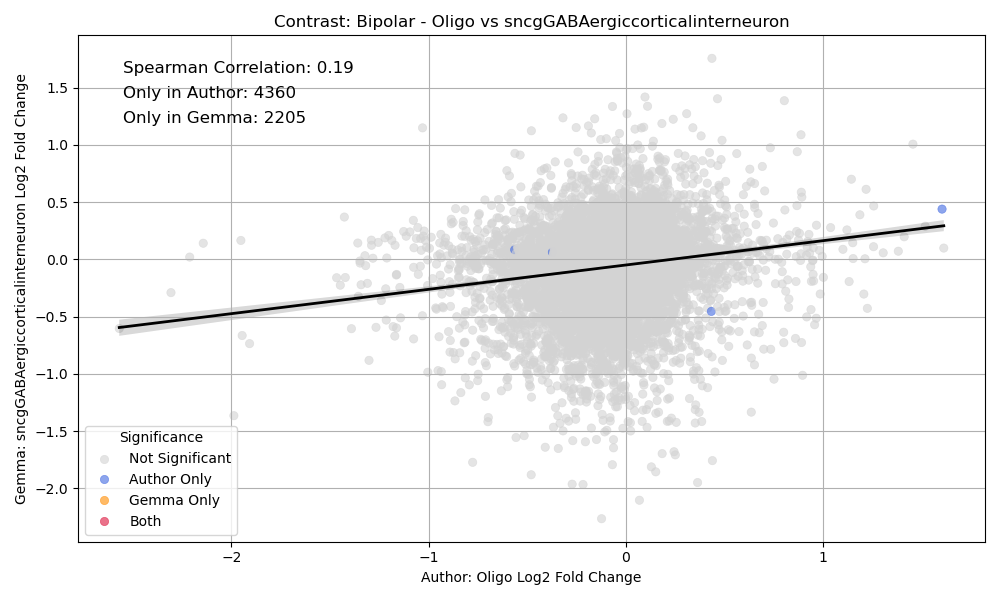 Contrast: Bipolar - Oligo vs sncgGABAergiccorticalinterneuron
Spearman Correlation: 0.19
Only in Author: 4360
Only in Gemma: 2205
Gemma: sncgGABAergiccorticalinterneuron Log2 Fold Change
1.5
1.0
0.5
0.0
−0.5
−1.0
−1.5
−2.0
Significance
Not Significant
Author Only
Gemma Only
Both
−2
−1
0
1
Author: Oligo Log2 Fold Change